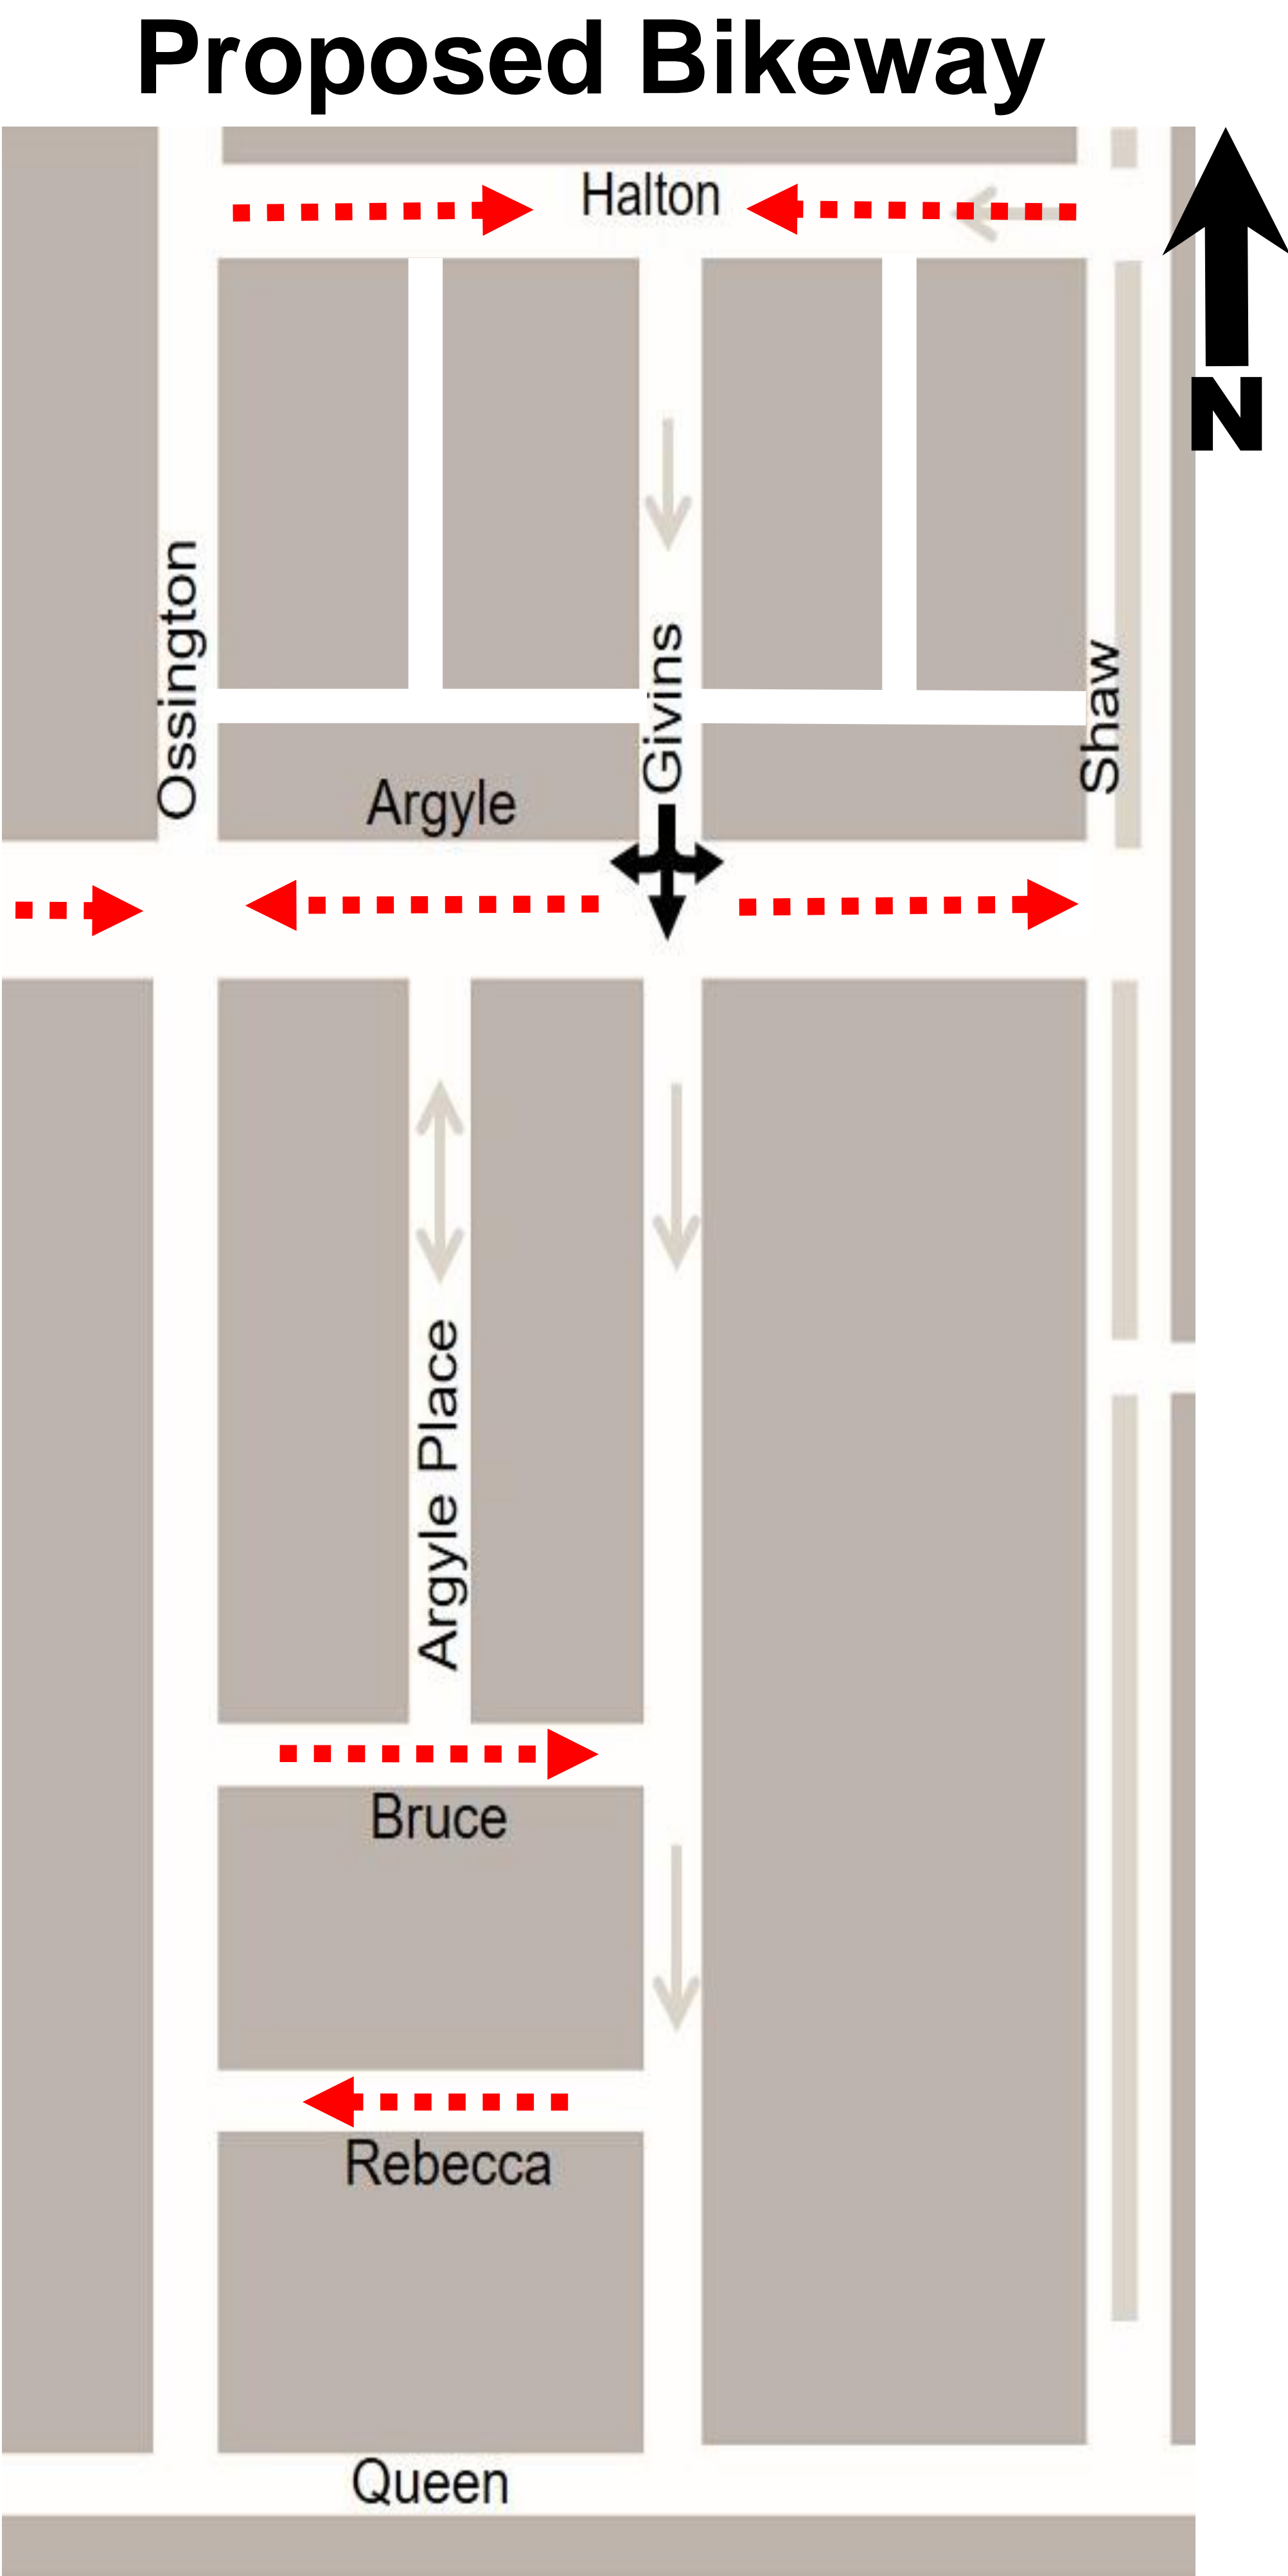 Proposed Bikeway
Halton
N
Ossington
Givins
Shaw
Argyle
Argyle Place
Bruce
Rebecca
Queen